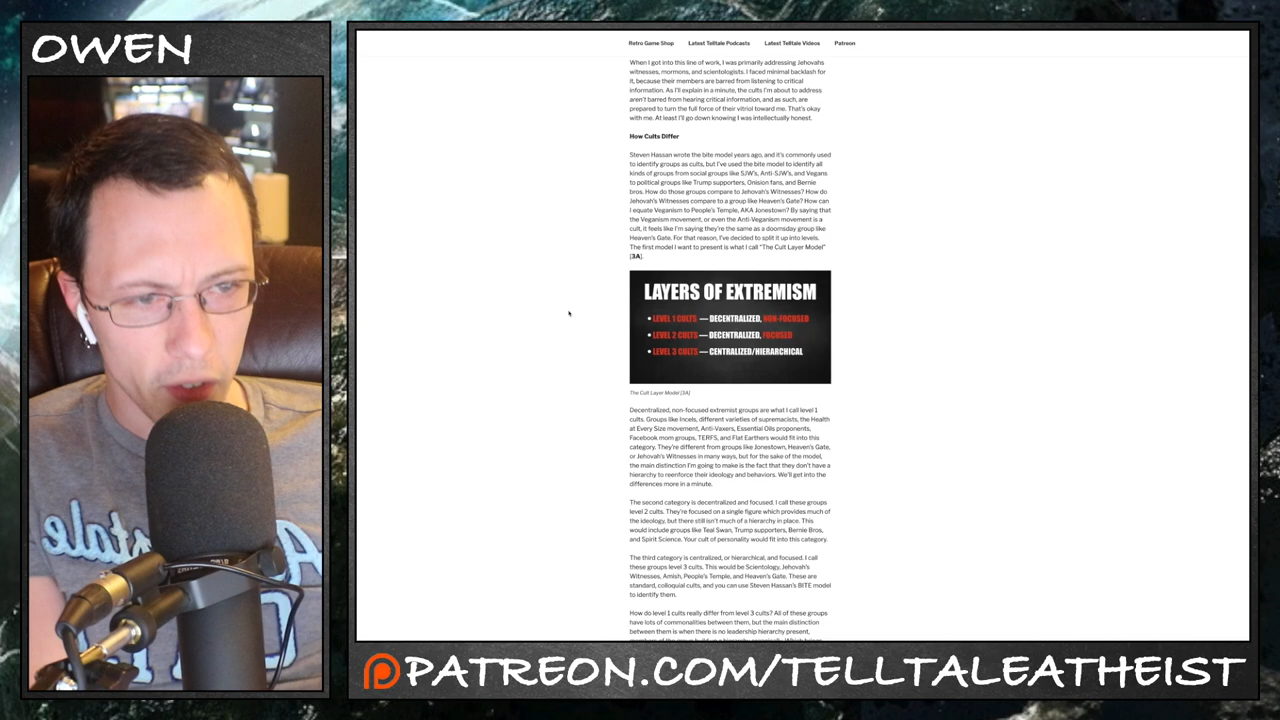 OWEN
Retro Game Shop Latest Telltale Podcasts Latest Telltale Videos Patreon
When I got into this line of work, I was primarily addressing Jehovahs
witnesses, mormons, and scientologists. I faced minimal backlash for
it, because their members are barred from listening to critical
information. As I'll explain in a minute, the cults I'm about to address
aren't barred from hearing critical information, and as such, are
prepared to turn the full force of their vitriol toward me. That's okay
with me. At least I'll go down knowing I was intellectually honest.
How Cults Differ
Steven Hassan wrote the bite model years ago, and it's commonly used
to identify groups as cults, but I've used the bite model to identify all
kinds of groups from social groups like SJW's, Anti-SJW's, and Vegans
to political groups like Trump supporters, Onision fans, and Bernie
bros. How do those groups compare to Jehovah's Witnesses? How do
Jehovah's Witnesses compare to a group like Heaven's Gate? How can
I equate Veganism to People's Temple, AKA Jonestown? By saying that
the Veganism movement, or even the Anti-Veganism movement is a
cult, it feels like I'm saying they're the same as a doomsday group like
Heaven's Gate. For that reason, I've decided to split it up into levels.
The first model I want to present is what I call "The Cult Layer Model"
[3A].
LAYERS OF EXTREMISM
• LEVEL 1 CULTS — DECENTRALIZED, NON-FOCUSED
• LEVEL 2 CULTS — DECENTRALIZED, FOCUSED
• LEVEL 3 CULTS — CENTRALIZED/HIERARCHICAL
The Cult Layer Model [3A]
Decentralized, non-focused extremist groups are what I call level 1
cults. Groups like Incels, different varieties of supremacists, the Health
at Every Size movement, Anti-Vaxers, Essential Oils proponents,
Facebook mom groups, TERFS, and Flat Earthers would fit into this
category. They're different from groups like Jonestown, Heaven's Gate,
or Jehovah's Witnesses in many ways, but for the sake of the model,
the main distinction I'm going to make is the fact that they don't have a
hierarchy to reenforce their ideology and behaviors. We'll get into the
differences more in a minute.
The second category is decentralized and focused. I call these groups
level 2 cults. They're focused on a single figure which provides much of
the ideology, but there still isn't much of a hierarchy in place. This
would include groups like Teal Swan, Trump supporters, Bernie Bros,
and Spirit Science. Your cult of personality would fit into this category.
The third category is centralized, or hierarchical, and focused. I call
these groups level 3 cults. This would be Scientology, Jehovah's
Witnesses, Amish, People's Temple, and Heaven's Gate. These are
standard, colloquial cults, and you can use Steven Hassan's BITE model
to identify them.
How do level 1 cults really differ from level 3 cults? All of these groups
have lots of commonalities between them, but the main distinction
between them is when there is no leadership hierarchy present,
PATREON.COM/TELLTALEATHEIST